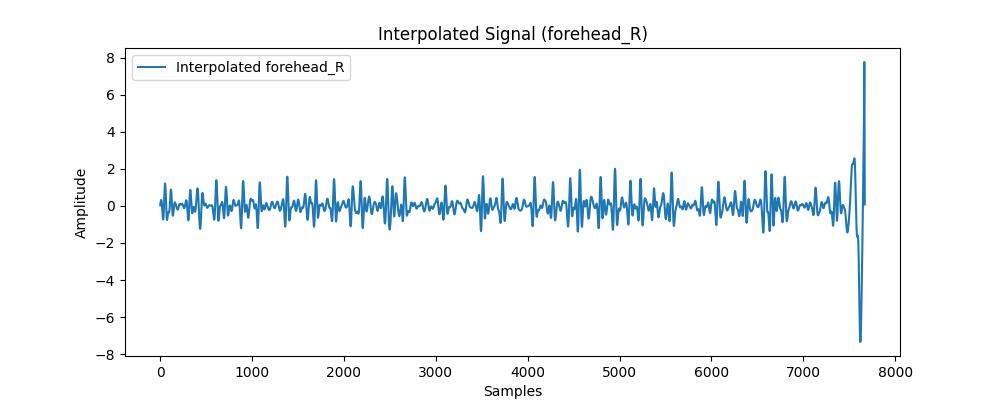 Interpolated Signal (forehead_R)
Interpolated forehead_R
Amplitude
8
6
4
2
0
−2
−4
−6
−8
0 1000 2000 3000 4000 5000 6000 7000 8000
Samples